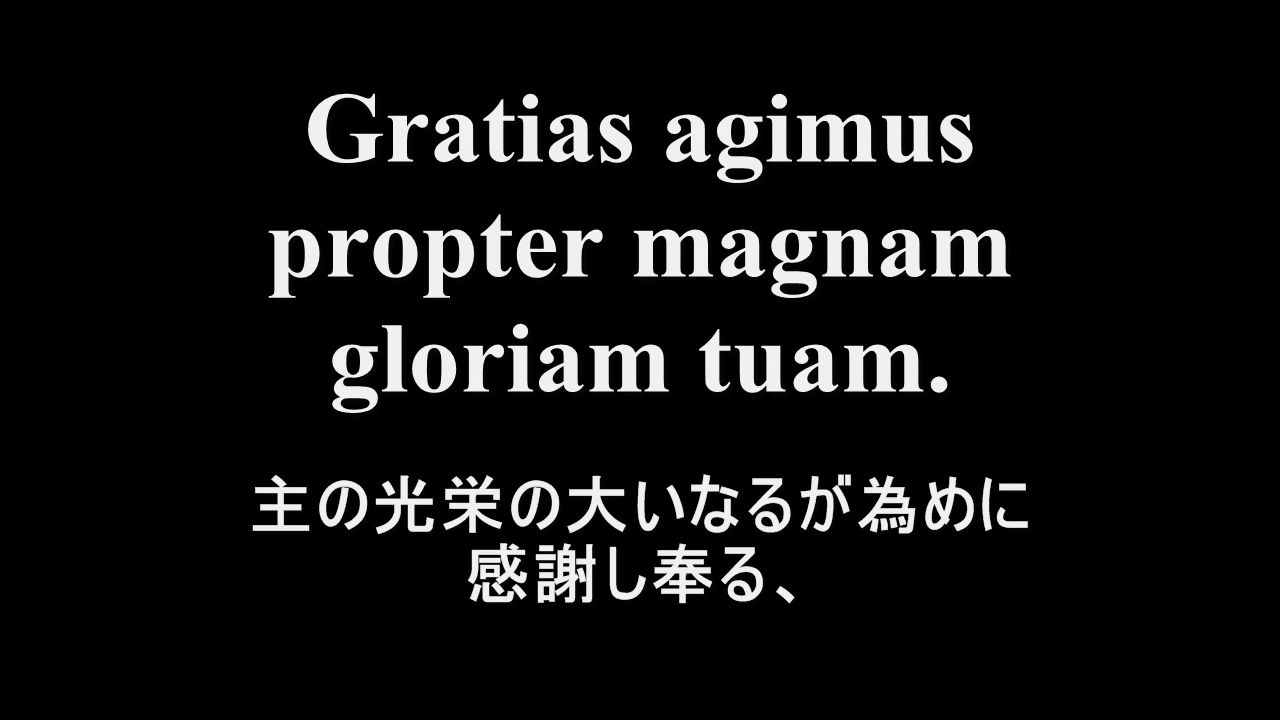 Gratias agimus
propter magnam
gloriam tuam.
主の光栄の大いなるが為めに
感謝し奉る、